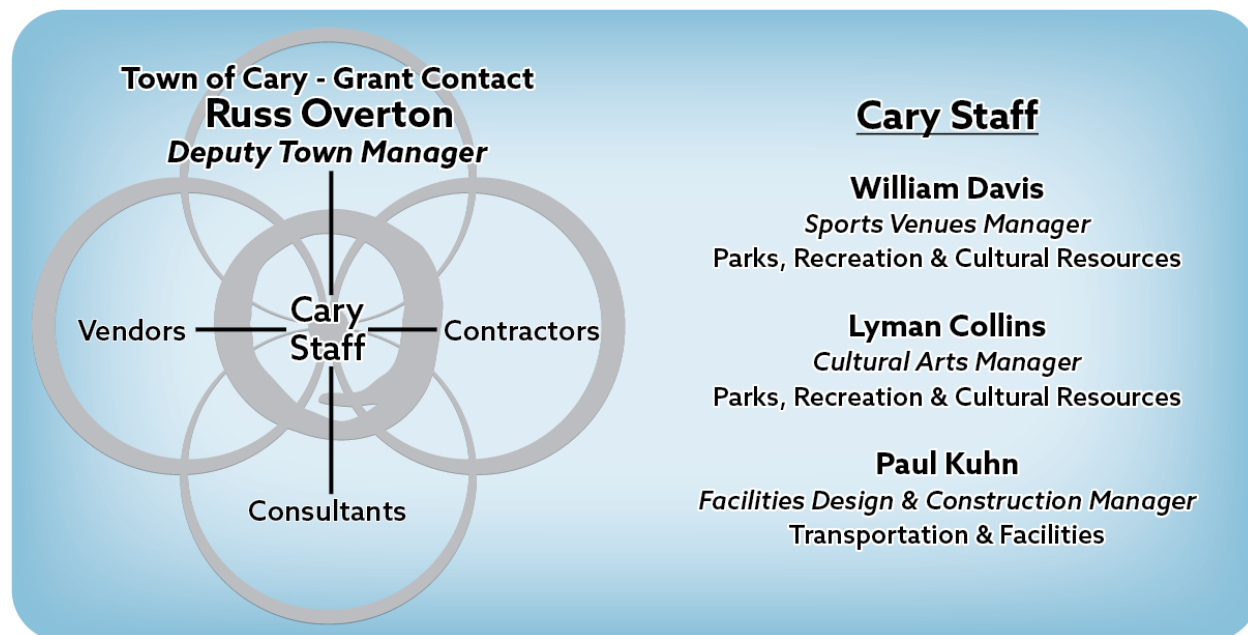 Town of Cary - Grant Contact
Russ Overton
Deputy Town Manager
Vendors
Cary
Staff
Contractors
Consultants
Cary Staff
William Davis
Sports Venues Manager
Parks, Recreation & Cultural Resources
Lyman Collins
Cultural Arts Manager
Parks, Recreation & Cultural Resources
Paul Kuhn
Facilities Design & Construction Manager
Transportation & Facilities